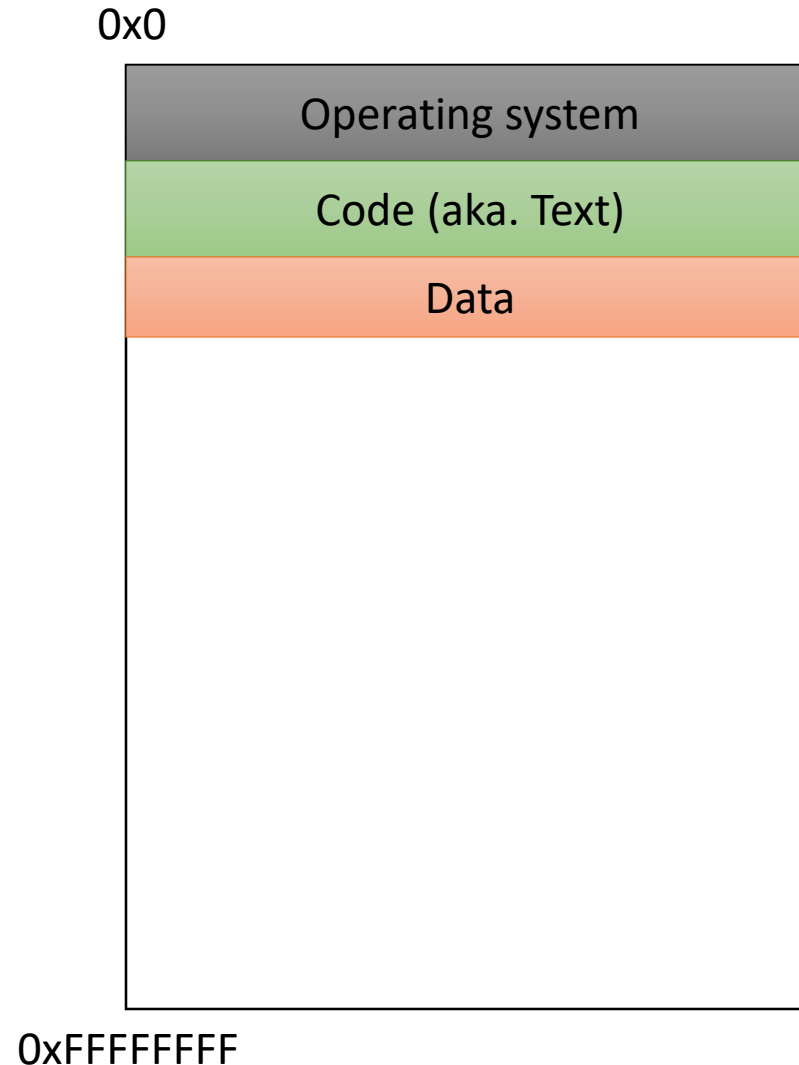 0x0
Operating system
Code (aka. Text)
Data
0xFFFFFFFF